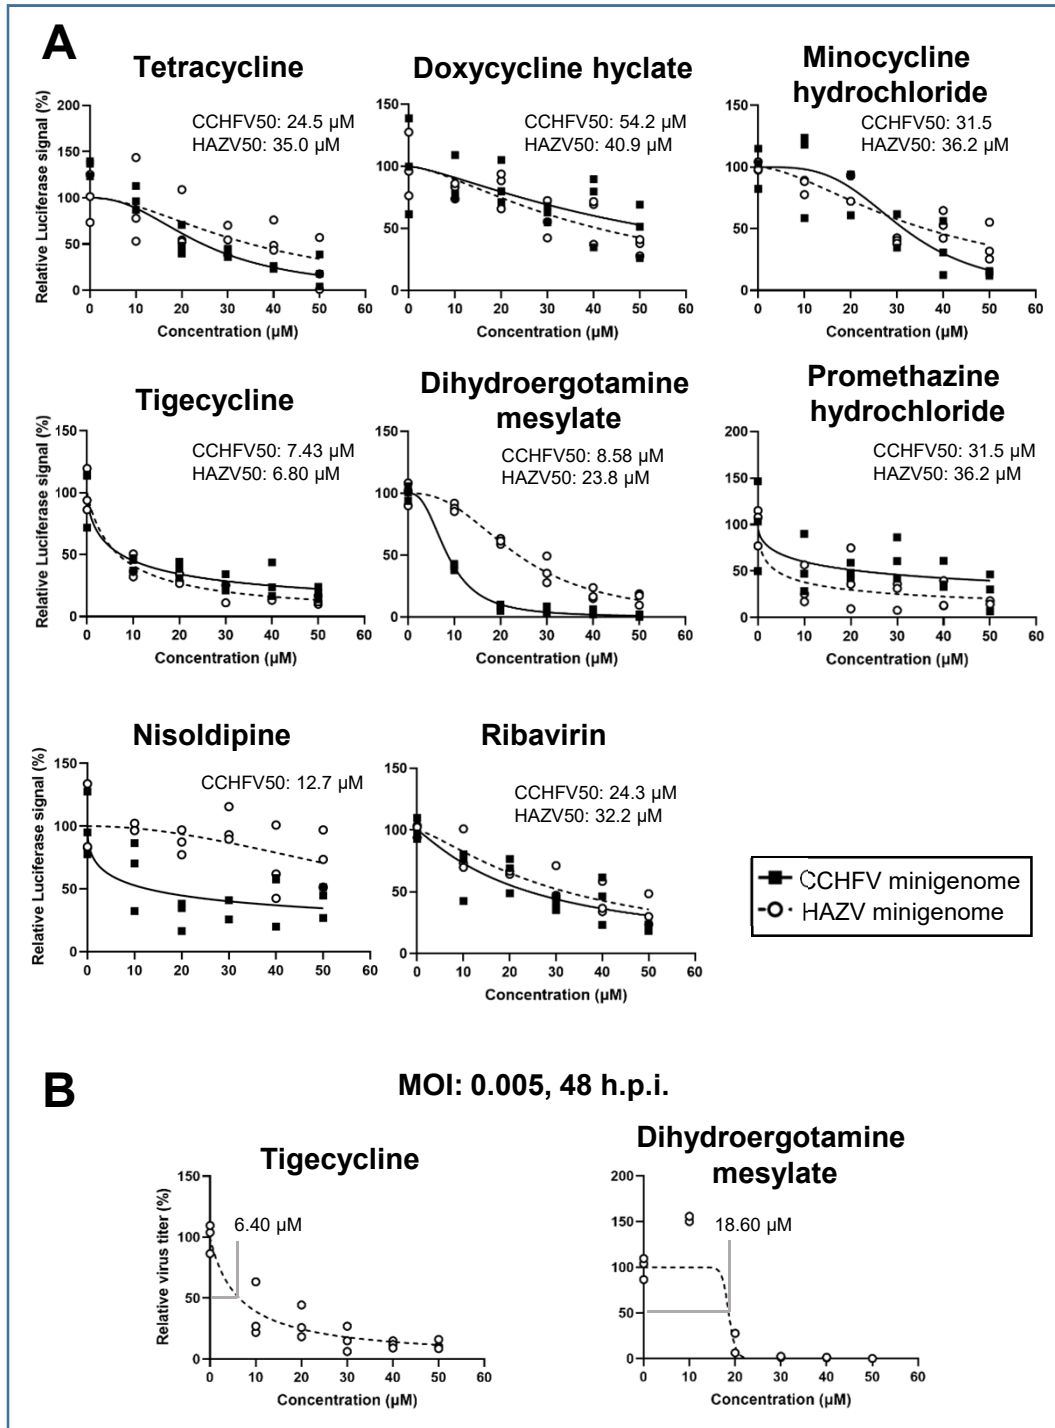 A
Tetracycline
Relative Luciferase signal (%)
200
150
100
50
0
CCHFV50: 24.5 µM
HAZV50: 35.0 µM
0 10 20 30 40 50 60
Concentration (µM)
Doxycycline hyclate
150
100
50
0
CCHFV50: 54.2 µM
HAZV50: 40.9 µM
0 10 20 30 40 50 60
Concentration (µM)
Minocycline
hydrochloride
150
100
50
0
CCHFV50: 31.5
HAZV50: 36.2 µM
0 10 20 30 40 50 60
Concentration (µM)
Tigecycline
Relative Luciferase signal (%)
150
100
50
0
CCHFV50: 7.43 µM
HAZV50: 6.80 µM
0 10 20 30 40 50 60
Concentration (µM)
Dihydroergotamine
mesylate
150
100
50
0
CCHFV50: 8.58 µM
HAZV50: 23.8 µM
0 10 20 30 40 50 60
Concentration (µM)
Promethazine
hydrochloride
200
150
100
50
0
CCHFV50: 31.5 µM
HAZV50: 36.2 µM
0 10 20 30 40 50 60
Concentration (µM)
Nisoldipine
Relative Luciferase signal (%)
150
100
50
0
CCHFV50: 12.7 µM
0 10 20 30 40 50 60
Ribavirin
150
100
50
0
CCHFV50: 24.3 µM
HAZV50: 32.2 µM
0 10 20 30 40 50 60
Concentration (µM)
CCHFV minigenome
HAZV minigenome
B
MOI: 0.005, 48 h.p.i.
Tigecycline
Relative virus titer (%)
150
100
50
0
6.40 µM
0 10 20 30 40 50 60
Concentration (µM)
Dihydroergotamine
mesylate
200
150
100
50
0
18.60 µM
0 10 20 30 40 50 60
Concentration (µM)